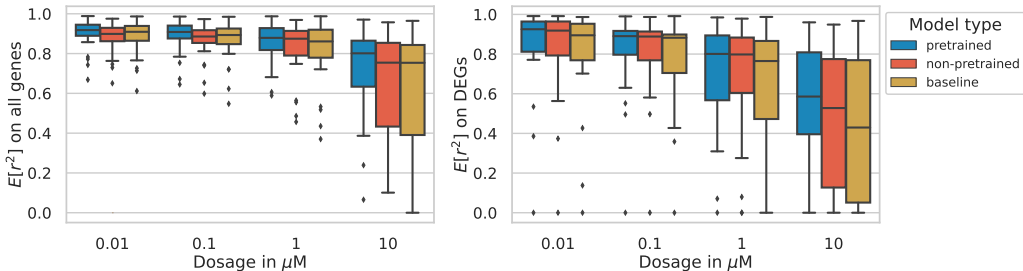 1.0
0.8
0.6
0.4
0.2
0.0
E[r²] on all genes
0.01 0.1 1 10
Dosage in μM
1.0
0.8
0.6
0.4
0.2
0.0
E[r²] on DEGs
0.01 0.1 1 10
Dosage in μM
Model type
pretrained
non-pretrained
baseline